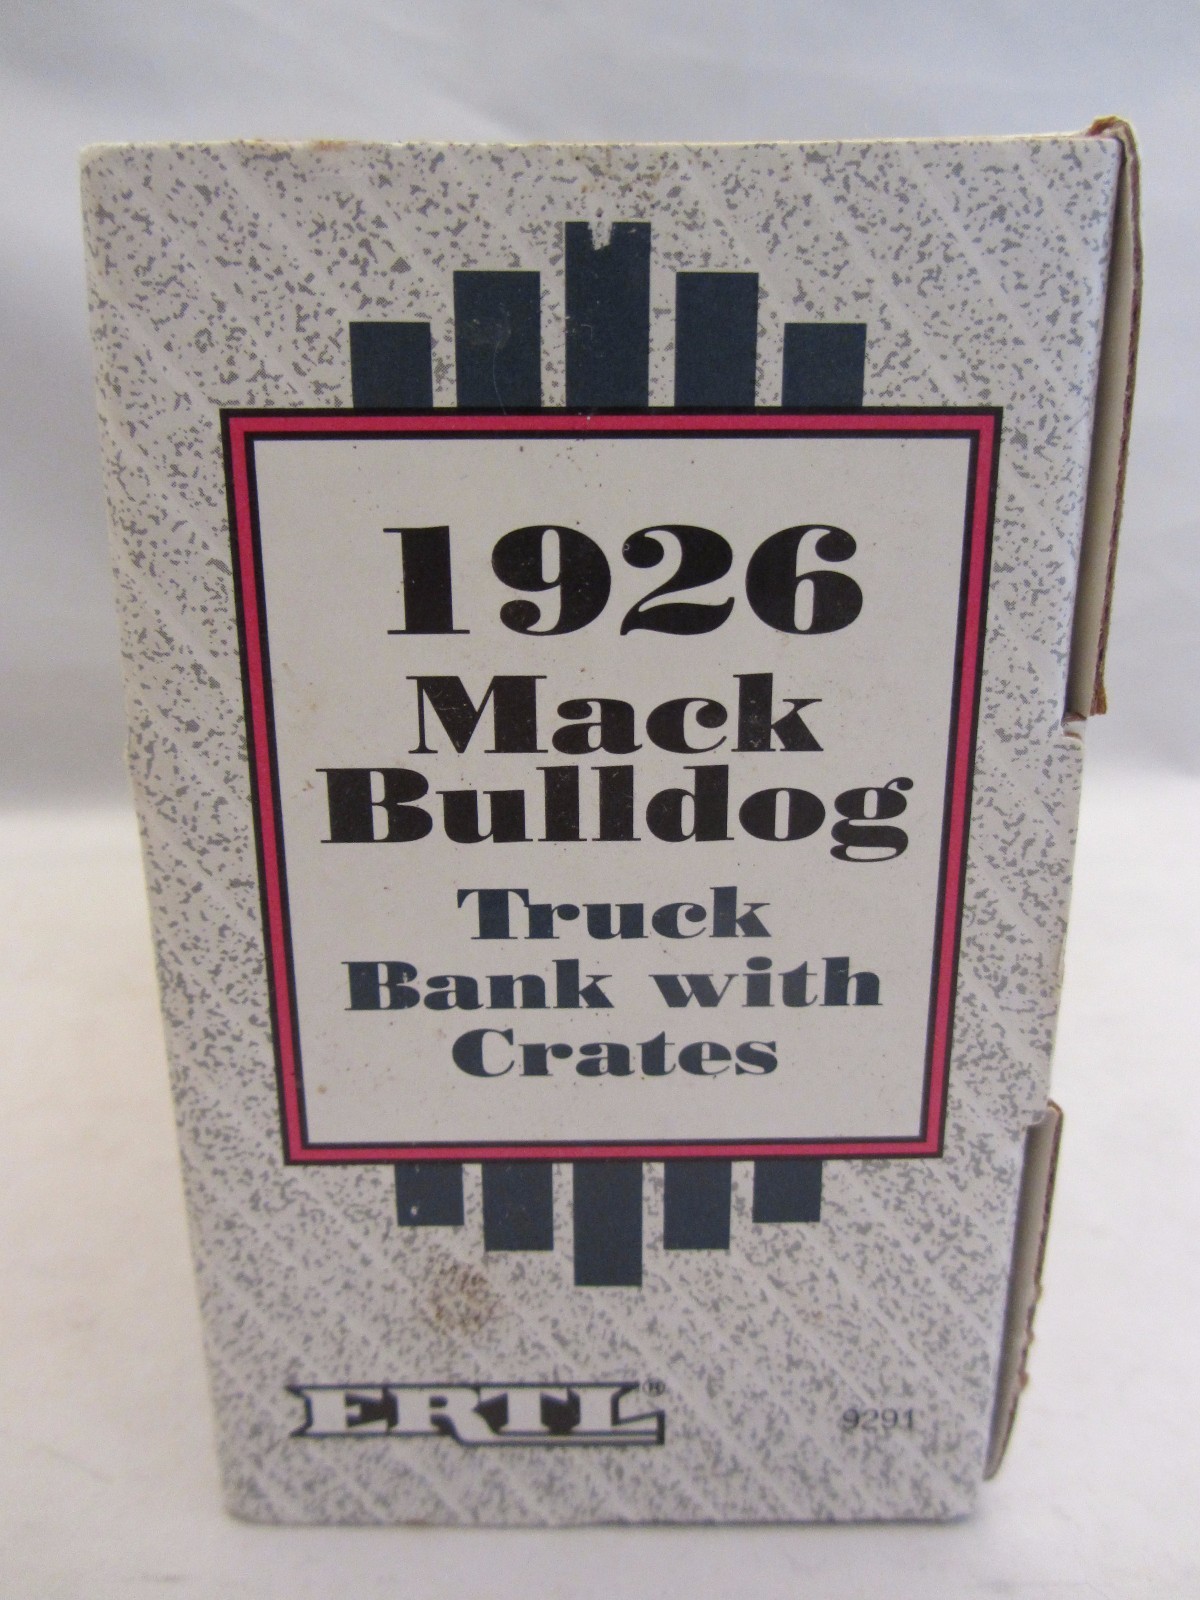 1926
Mack
Bulldog
Truck
Bank with
Crates
ERTL®
9291